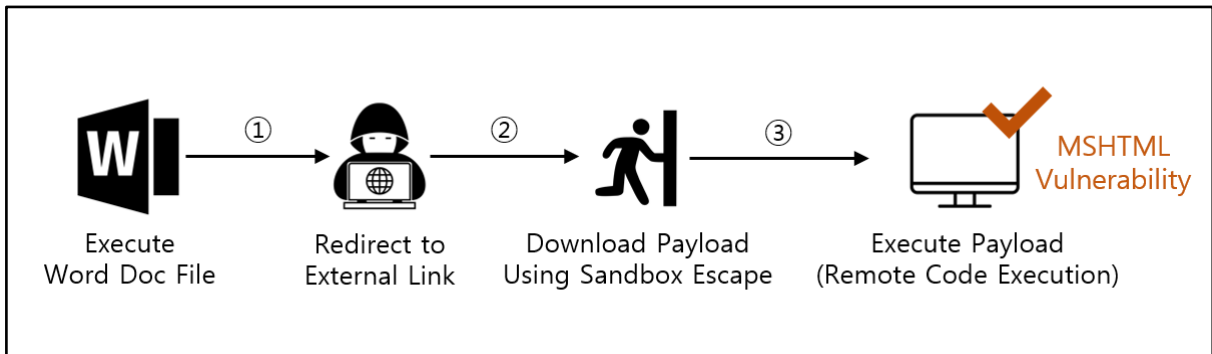 W
①
②
③
MSHTML
Vulnerability
Execute
Word Doc File
Redirect to
External Link
Download Payload
Using Sandbox Escape
Execute Payload
(Remote Code Execution)